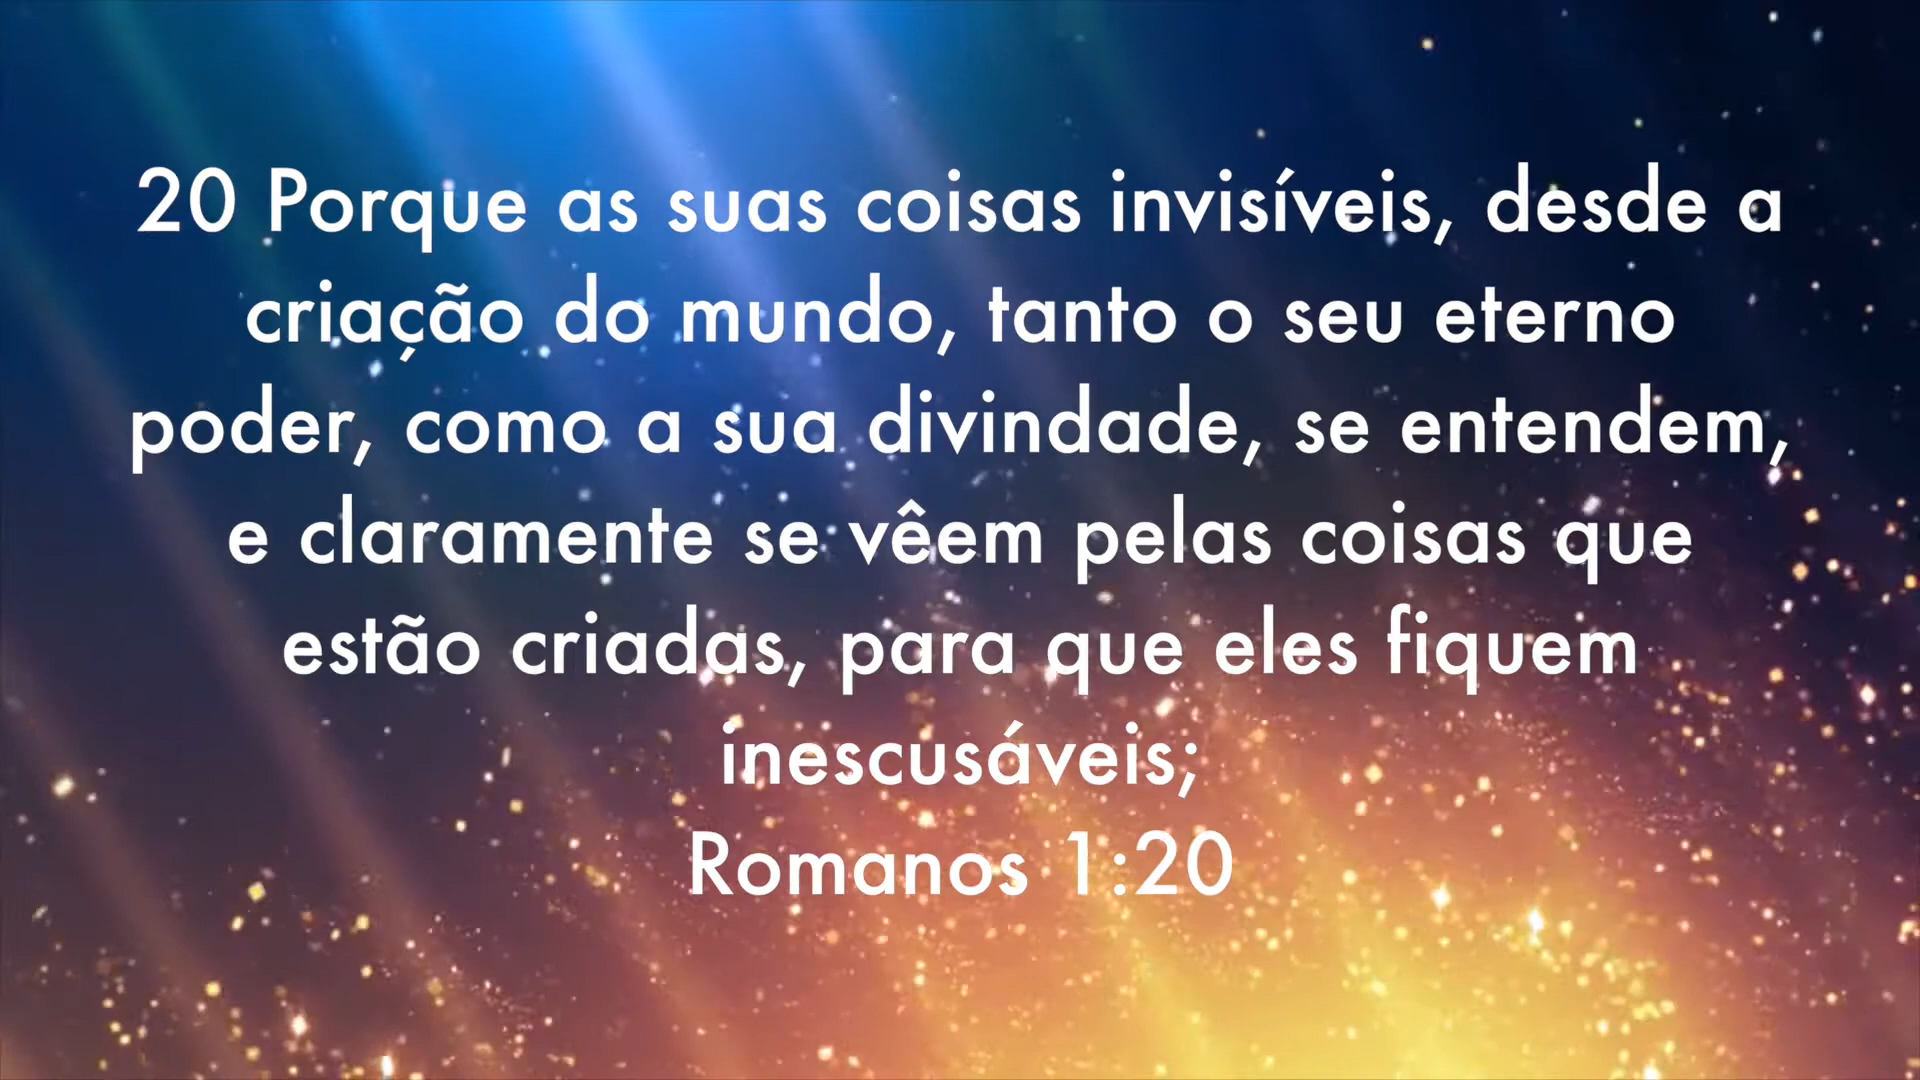 20 Porque as suas coisas invisíveis, desde a
criação do mundo, tanto o seu eterno
poder, como a sua divindade, se entendem,
e claramente se vêem pelas coisas que
estão criadas, para que eles fiquem
inescusáveis;
Romanos 1:20